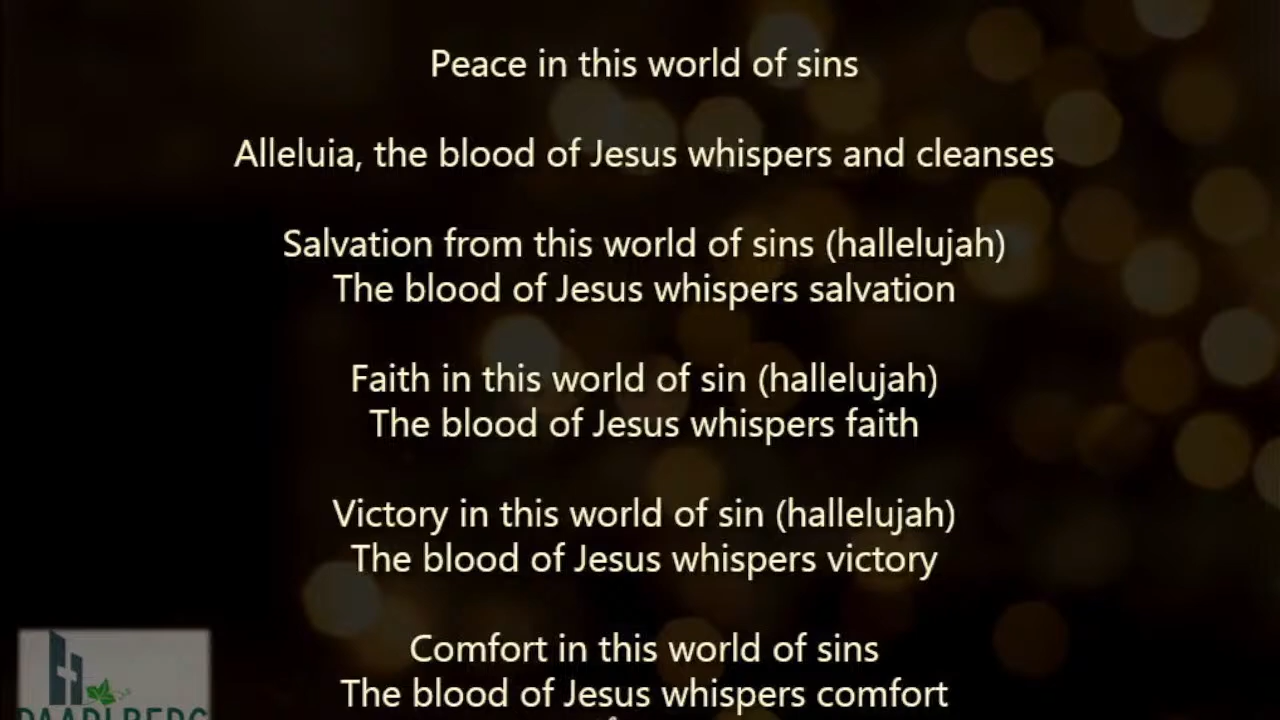 Peace in this world of sins
Alleluia, the blood of Jesus whispers and cleanses
Salvation from this world of sins (hallelujah)
The blood of Jesus whispers salvation
Faith in this world of sin (hallelujah)
The blood of Jesus whispers faith
Victory in this world of sin (hallelujah)
The blood of Jesus whispers victory
Comfort in this world of sins
The blood of Jesus whispers comfort